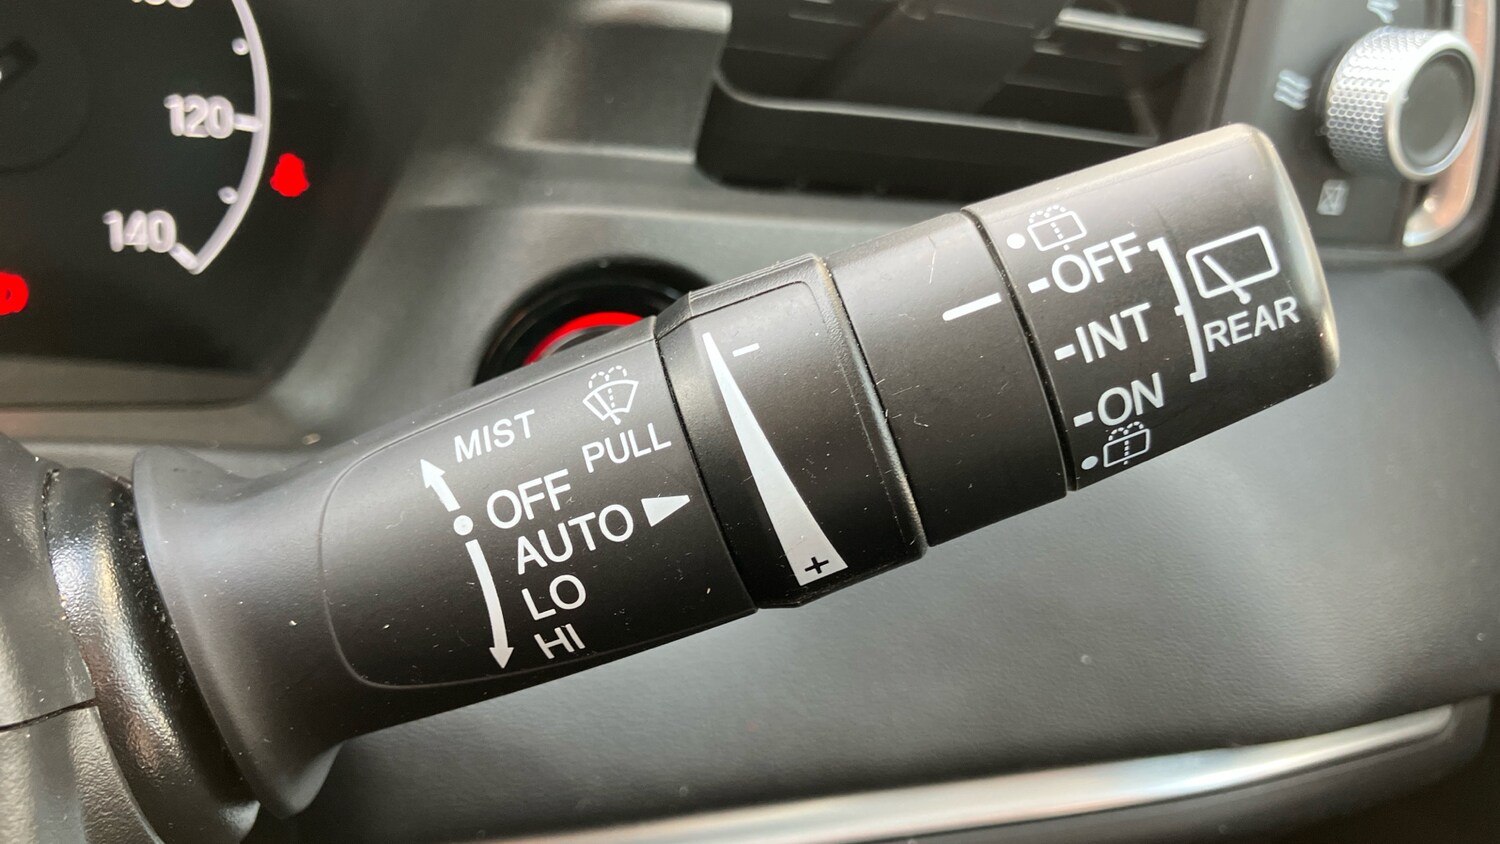 120
140
MIST
PULL
OFF
AUTO
LO
HI
-
+
-OFF
-INT
-ON
REAR